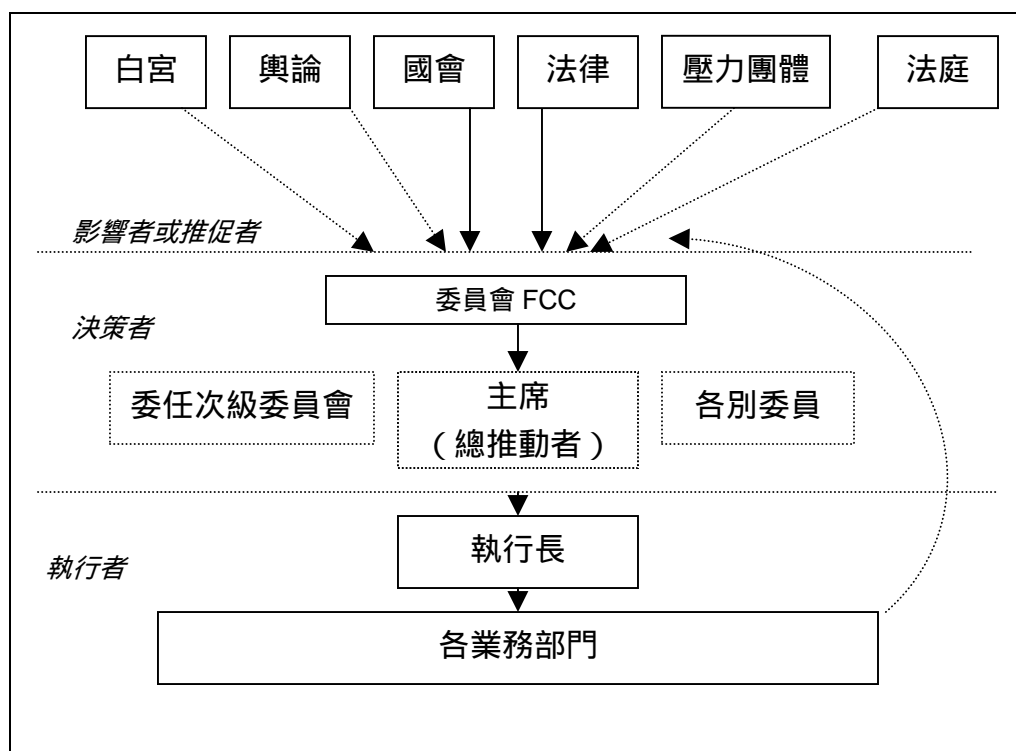 白宮
輿論
國會
法律
壓力團體
法庭
影響者或推促者
委員會 FCC
決策者
委任次級委員會
主席
（總推動者）
各別委員
執行長
執行者
各業務部門